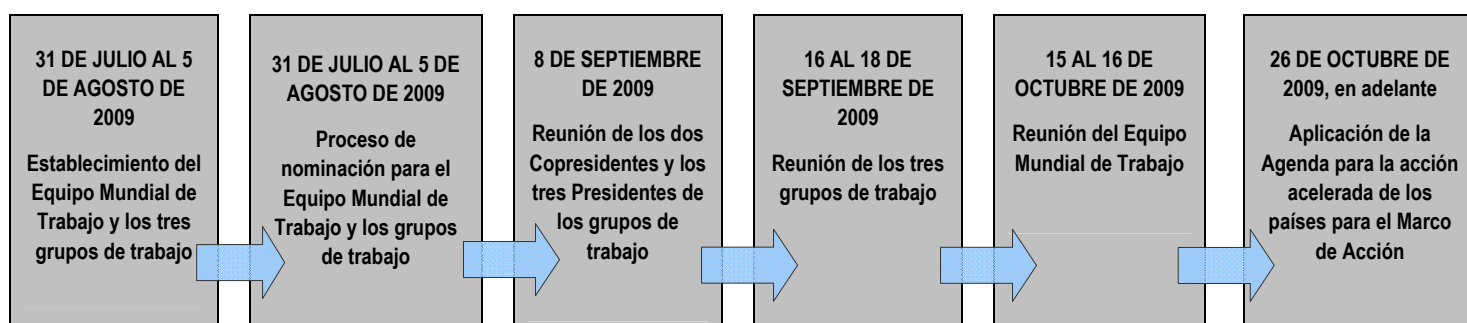 31 DE JULIO AL 5
DE AGOSTO DE
2009
Establecimiento del
Equipo Mundial de
Trabajo y los tres
grupos de trabajo
31 DE JULIO AL 5 DE
AGOSTO DE 2009
Proceso de
nominación para el
Equipo Mundial de
Trabajo y los grupos
de trabajo
8 DE SEPTIEMBRE
DE 2009
Reunión de los dos
Copresidentes y los
tres Presidentes de
los grupos de
trabajo
16 AL 18 DE
SEPTIEMBRE DE
2009
Reunión de los tres
grupos de trabajo
15 AL 16 DE
OCTUBRE DE 2009
Reunión del Equipo
Mundial de Trabajo
26 DE OCTUBRE DE
2009, en adelante
Aplicación de la
Agenda para la acción
acelerada de los
países para el Marco
de Acción